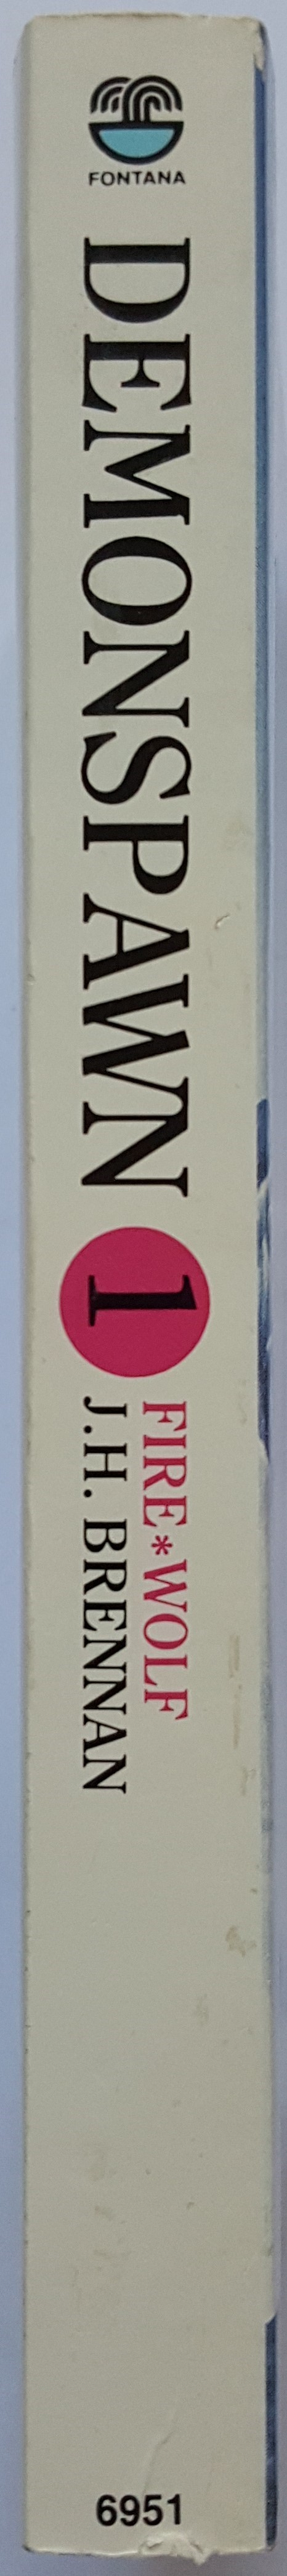 FONTANA
DEMONSPAWN 1
FIRE*WOLF
J.H. BRENNAN
6951